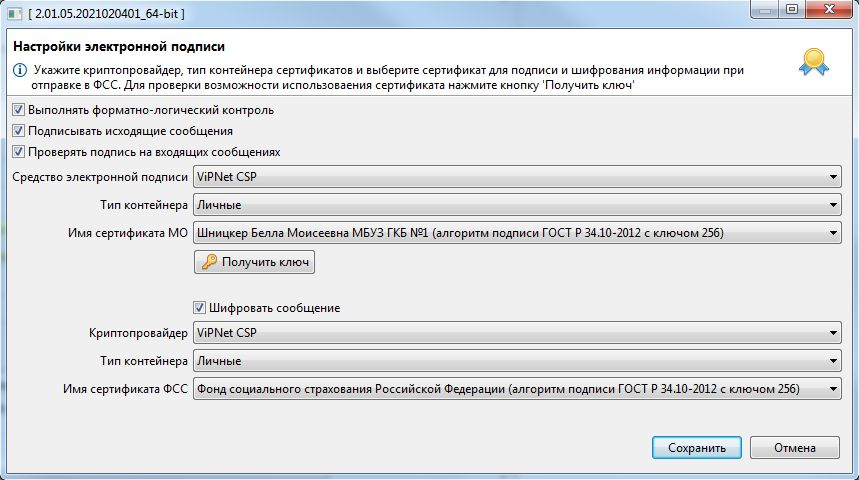 [ 2.01.05.2021020401_64-bit ]
Настройки электронной подписи
Укажите криптопровайдер, тип контейнера сертификатов и выберите сертификат для подписи и шифрования информации при
отправке в ФСС. Для проверки возможности использоваения сертификата нажмите кнопку 'Получить ключ'
Выполнять форматно-логический контроль
Подписывать исходящие сообщения
Проверять подпись на входящих сообщениях
Средство электронной подписи ViPNet CSP
Тип контейнера Личные
Имя сертификата МО Шницкер Белла Моисеевна МБУЗ ГКБ №1 (алгоритм подписи ГОСТ Р 34.10-2012 с ключом 256)
Получить ключ
Шифровать сообщение
Криптопровайдер ViPNet CSP
Тип контейнера Личные
Имя сертификата ФСС Фонд социального страхования Российской Федерации (алгоритм подписи ГОСТ Р 34.10-2012 с ключом 256)
Сохранить Отмена